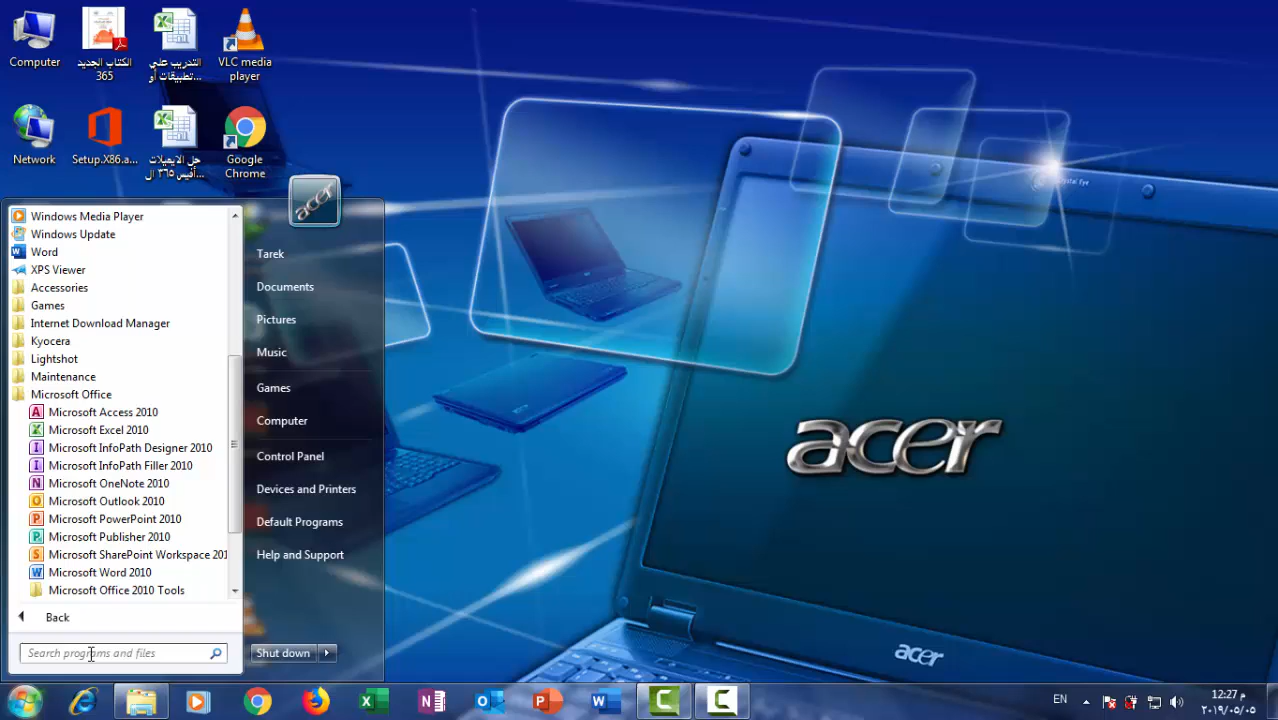 Computer
الكتاب الجديد
365
التدريب علي
تطبيقات أو...
VLC media
player
Network
Setup.X86.a...
حل الايميلات
أفيس ٣٦٥ ال
Google
Chrome
acer
Windows Media Player
Windows Update
Word
XPS Viewer
Accessories
Games
Internet Download Manager
Kyocera
Lightshot
Maintenance
Microsoft Office
Microsoft Access 2010
Microsoft Excel 2010
Microsoft InfoPath Designer 2010
Microsoft InfoPath Filler 2010
Microsoft OneNote 2010
Microsoft Outlook 2010
Microsoft PowerPoint 2010
Microsoft Publisher 2010
Microsoft SharePoint Workspace 201
Microsoft Word 2010
Microsoft Office 2010 Tools
Back
Search programs and files
Tarek
Documents
Pictures
Music
Games
Computer
Control Panel
Devices and Printers
Default Programs
Help and Support
Shut down
acer
acer
EN
12:27 م
٢٠١٩/٠٥/٠٥